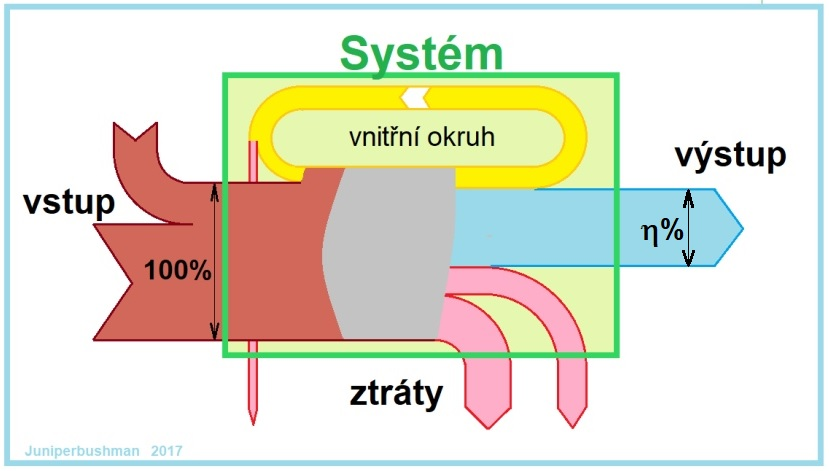 Systém
vnitřní okruh
výstup
vstup
η%
100%
ztráty
Juniperbushman 2017